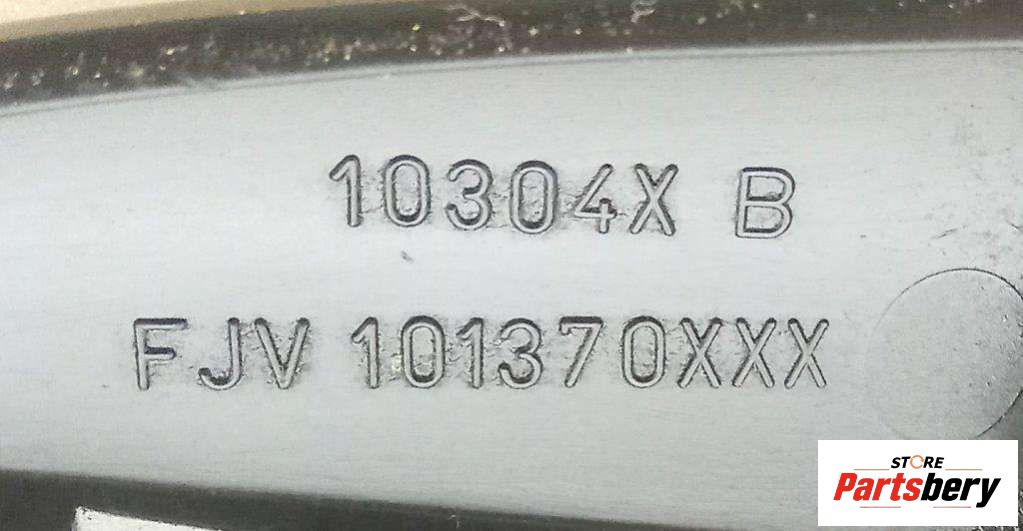 10304X B
FJV 101370XXX
STORE
Partsbery